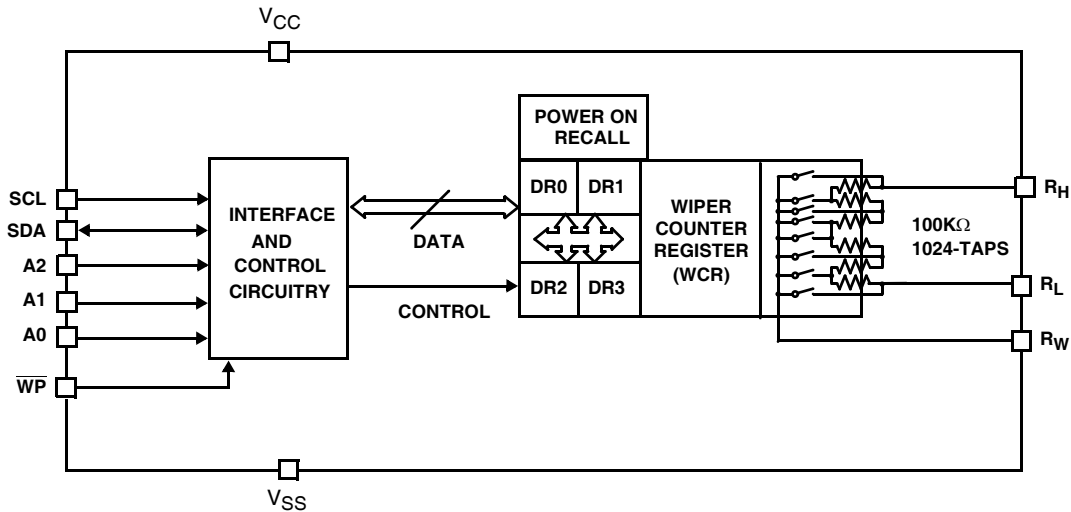 VCC
POWER ON
RECALL
SCL
SDA
A2
A1
A0
WP
INTERFACE
AND
CONTROL
CIRCUITRY
DATA
CONTROL
DR0
DR1
DR2
DR3
WIPER
COUNTER
REGISTER
(WCR)
100KΩ
1024-TAPS
RH
RL
RW
VSS